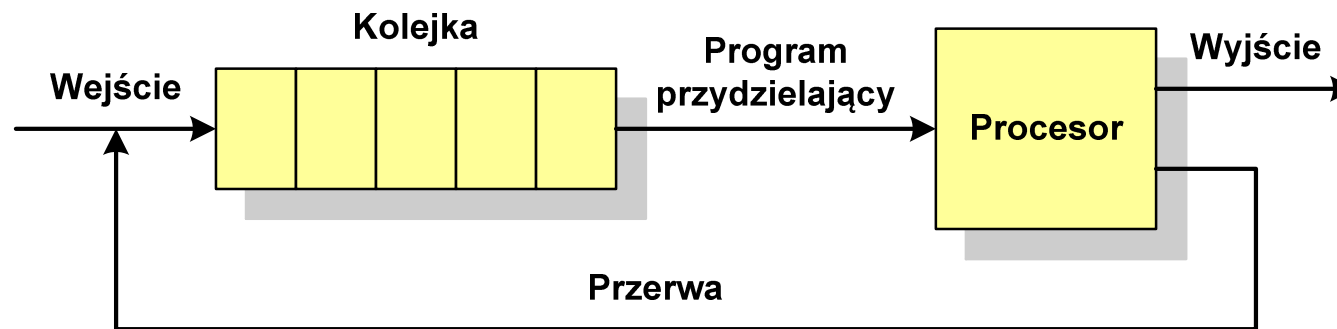 Kolejka
Wejście
Program
przydzielający
Procesor
Wyjście
Przerwa